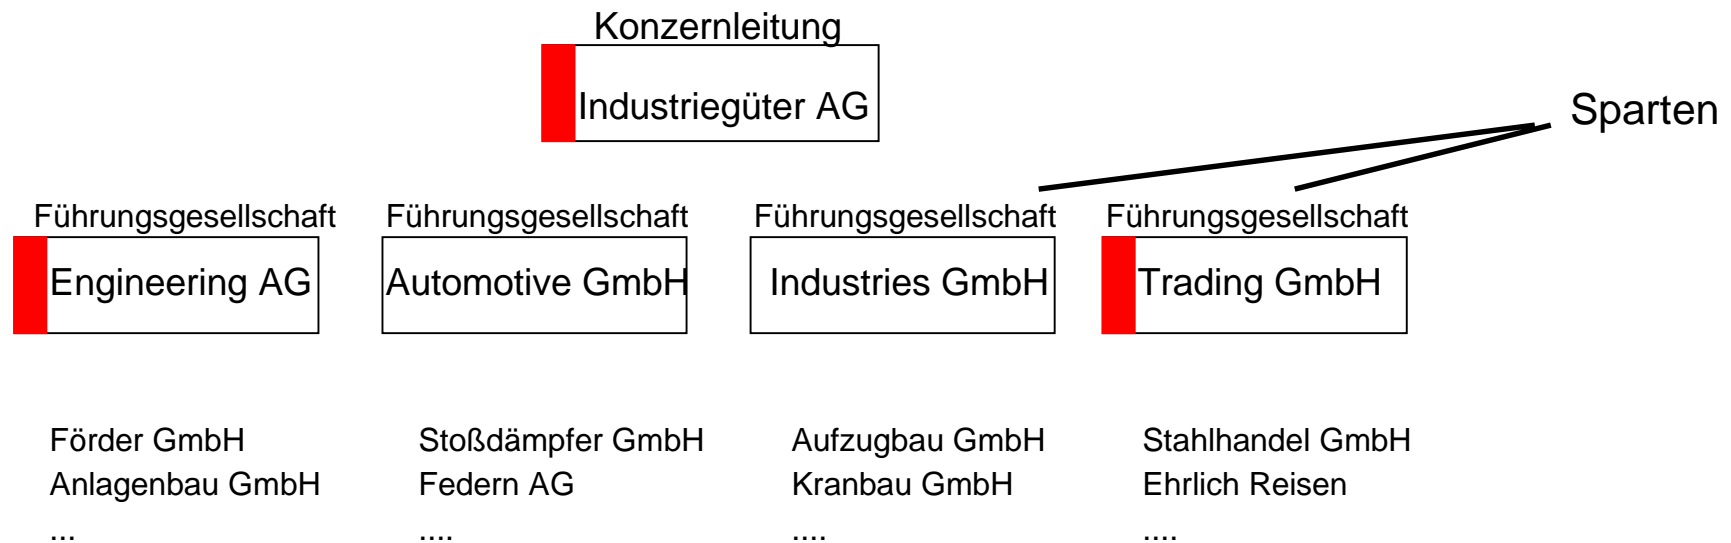 Konzernleitung
Industriegüter AG
Sparten
Führungsgesellschaft Führungsgesellschaft Führungsgesellschaft Führungsgesellschaft
Engineering AG Automotive GmbH Industries GmbH Trading GmbH
Förder GmbH Stoßdämpfer GmbH Aufzugbau GmbH Stahlhandel GmbH
Anlagenbau GmbH Federn AG Kranbau GmbH Ehrlich Reisen
... .... .... ....